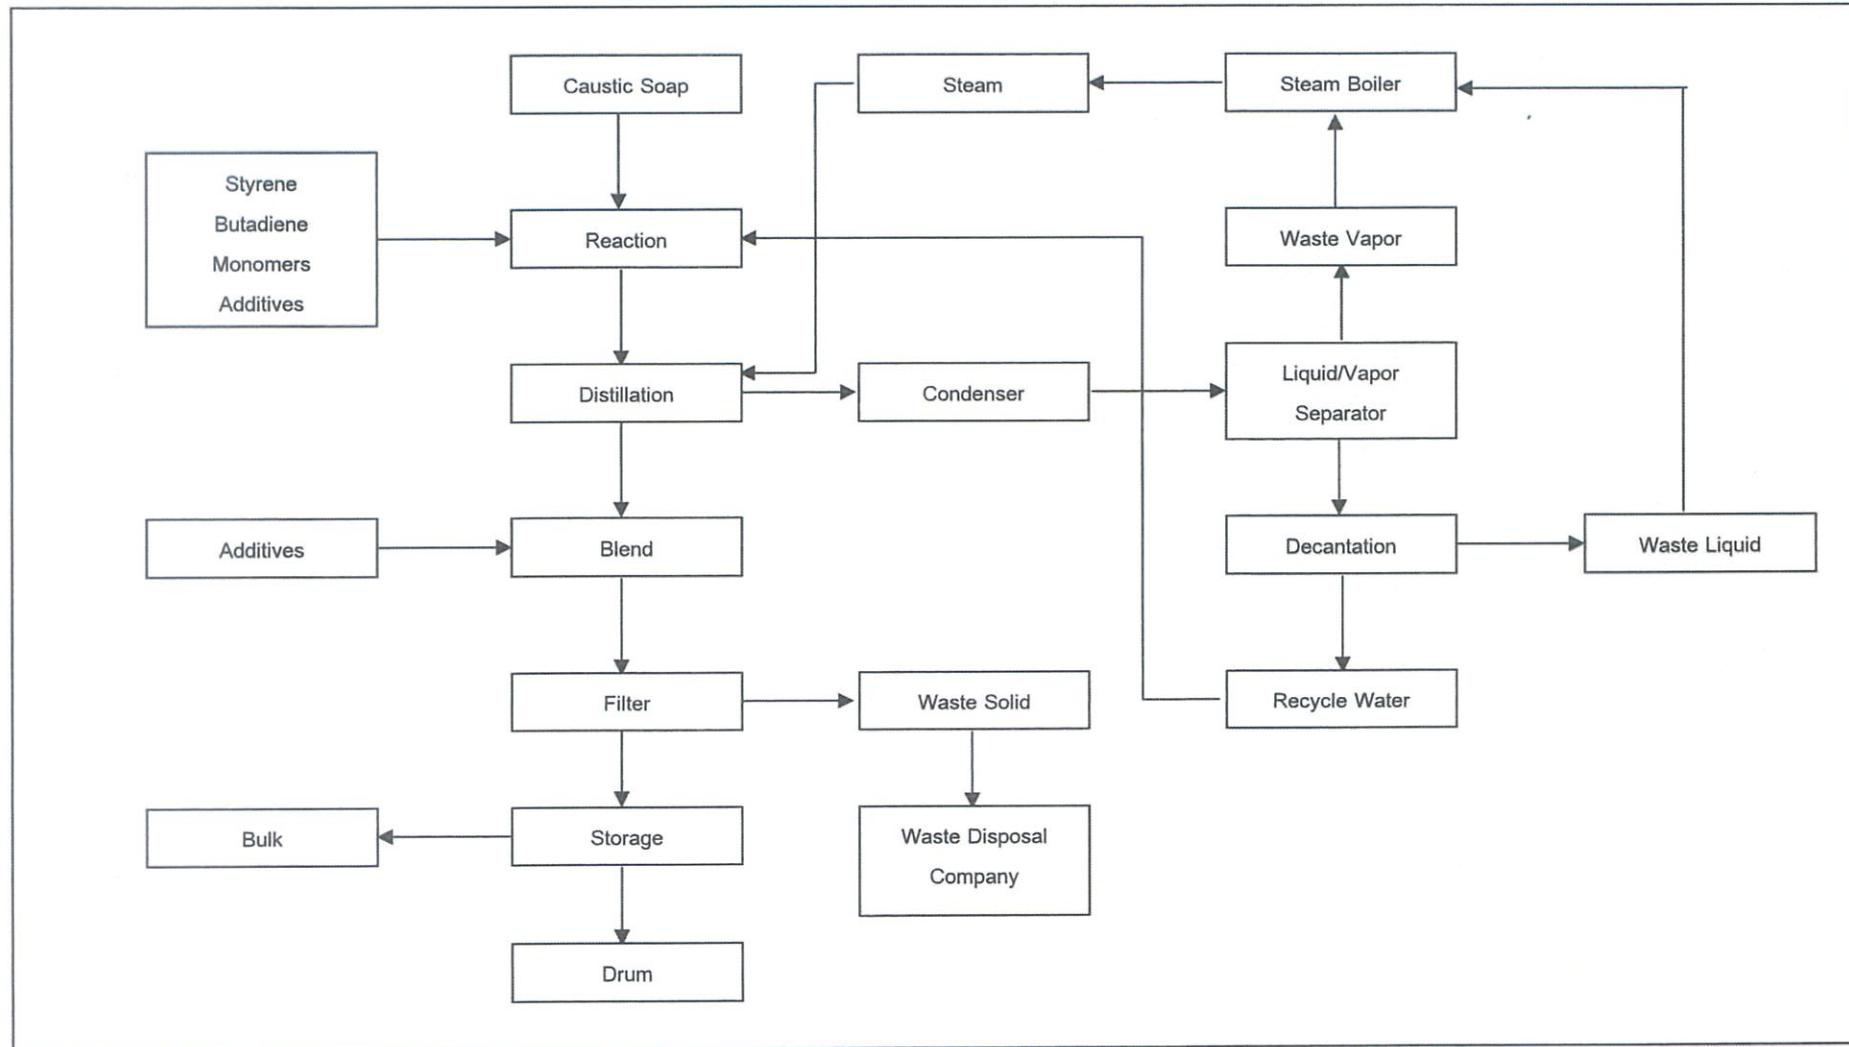 Caustic Soap
Steam
Steam Boiler
Styrene
Butadiene
Monomers
Additives
Reaction
Waste Vapor
Distillation
Condenser
Liquid/Vapor
Separator
Additives
Blend
Decantation
Waste Liquid
Filter
Waste Solid
Recycle Water
Bulk
Storage
Waste Disposal
Company
Drum